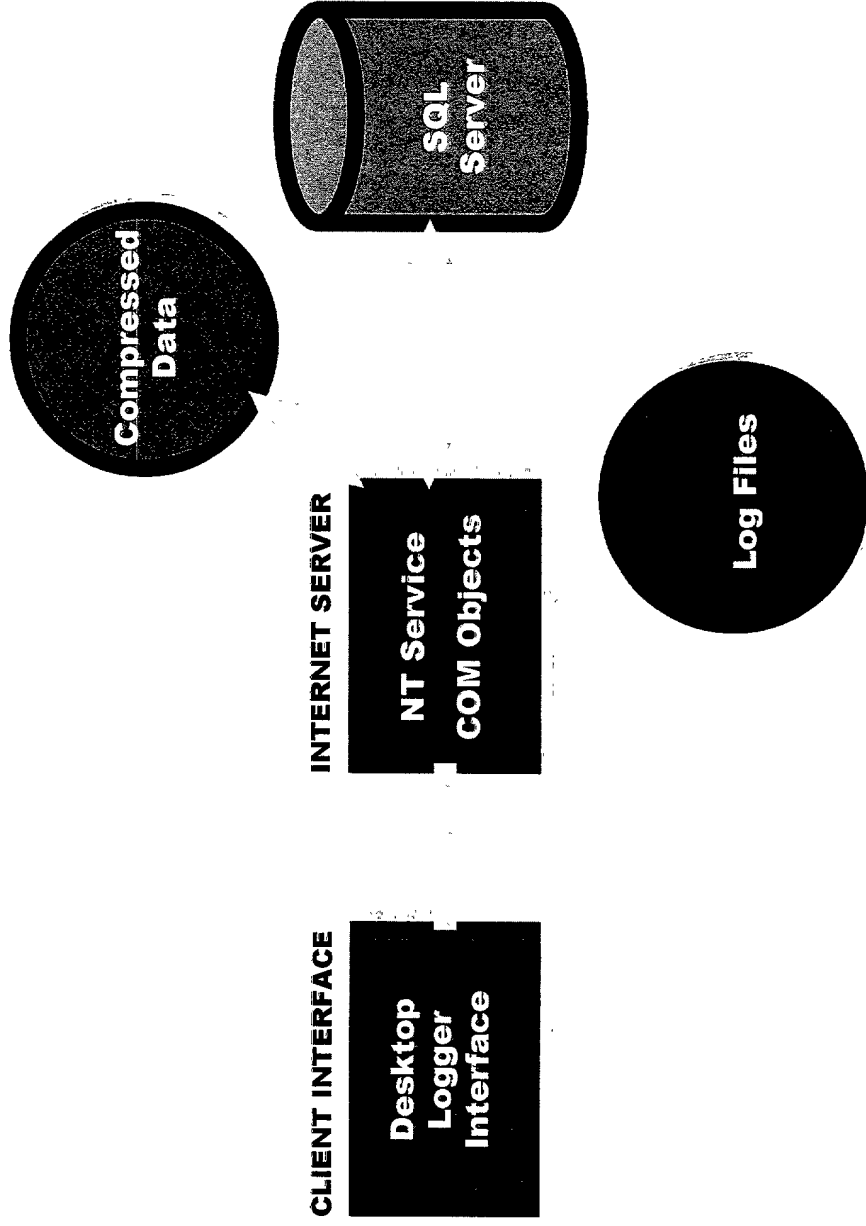 CLIENT INTERFACE
Desktop
Logger
Interface
INTERNET SERVER
NT Service
COM Objects
Compressed
Data
SQL
Server
Log Files